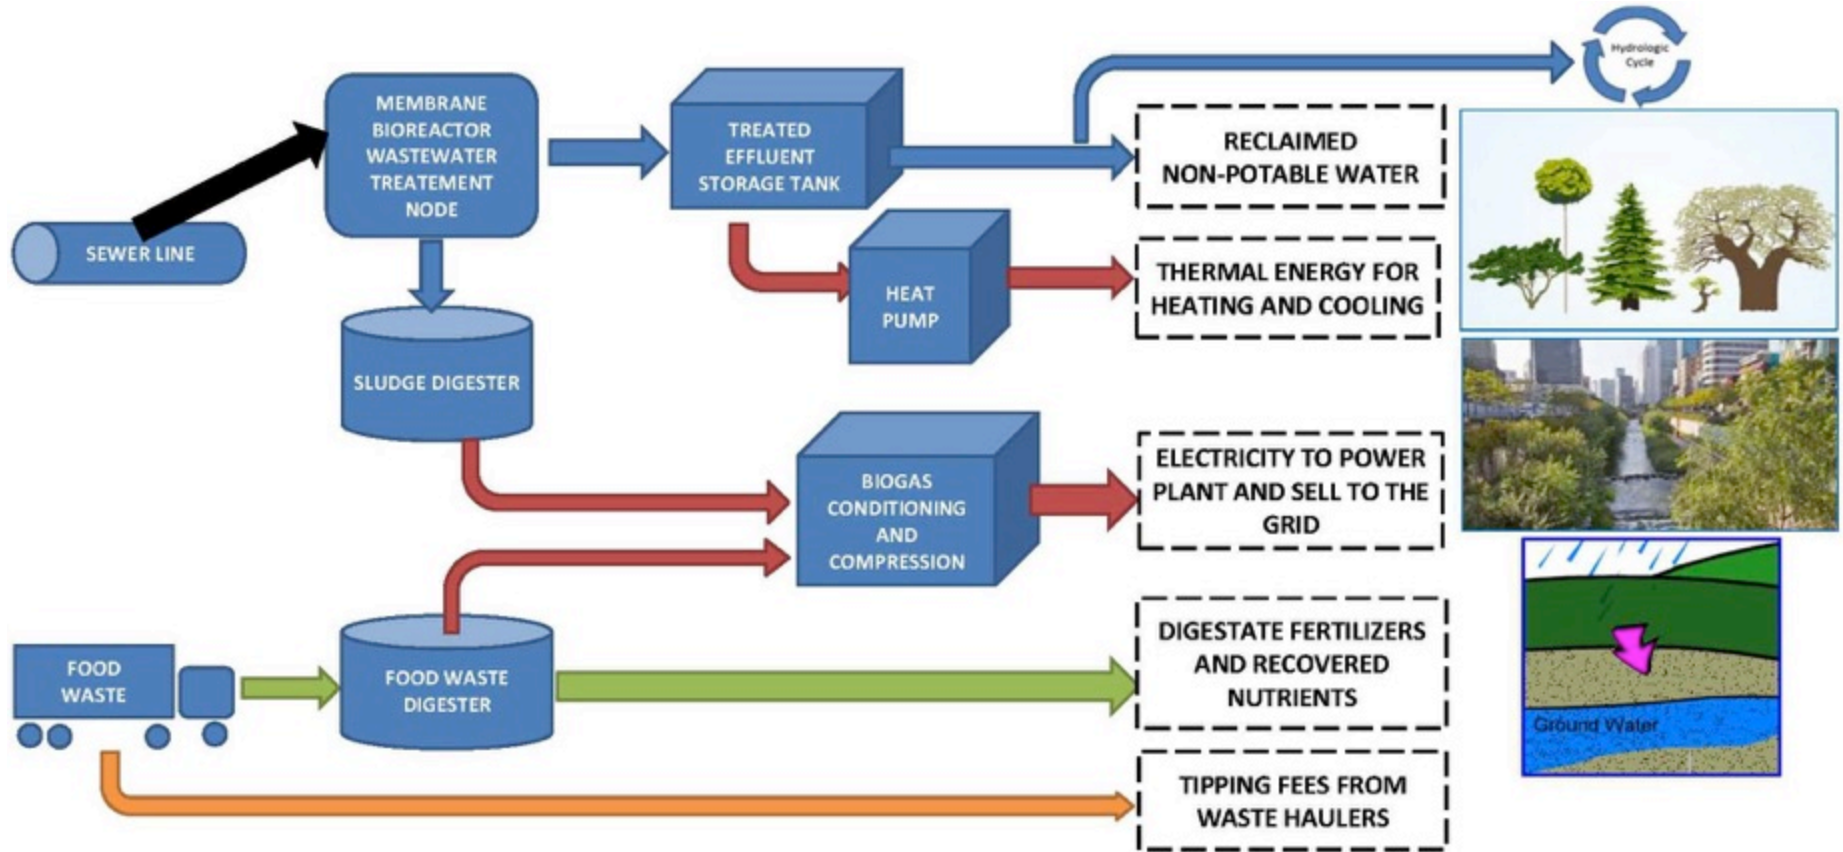 Hydrologic
Cycle
MEMBRANE
BIOREACTOR
WASTEWATER
TREATEMENT
NODE
TREATED
EFFLUENT
STORAGE TANK
RECLAIMED
NON-POTABLE WATER
SEWER LINE
HEAT
PUMP
THERMAL ENERGY FOR
HEATING AND COOLING
SLUDGE DIGESTER
BIOGAS
CONDITIONING
AND
COMPRESSION
ELECTRICITY TO POWER
PLANT AND SELL TO THE
GRID
FOOD
WASTE
FOOD WASTE
DIGESTER
DIGESTATE FERTILIZERS
AND RECOVERED
NUTRIENTS
Ground Water
TIPPING FEES FROM
WASTE HAULERS